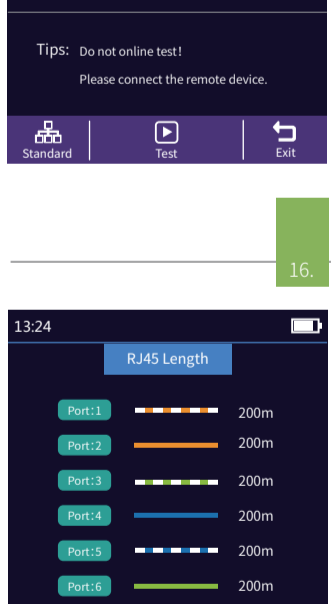 Tips: Do not online test!
Please connect the remote device.
Standard Test Exit
16.
13:24
RJ45 Length
Port:1 200m
Port:2 200m
Port:3 200m
Port:4 200m
Port:5 200m
Port:6 200m